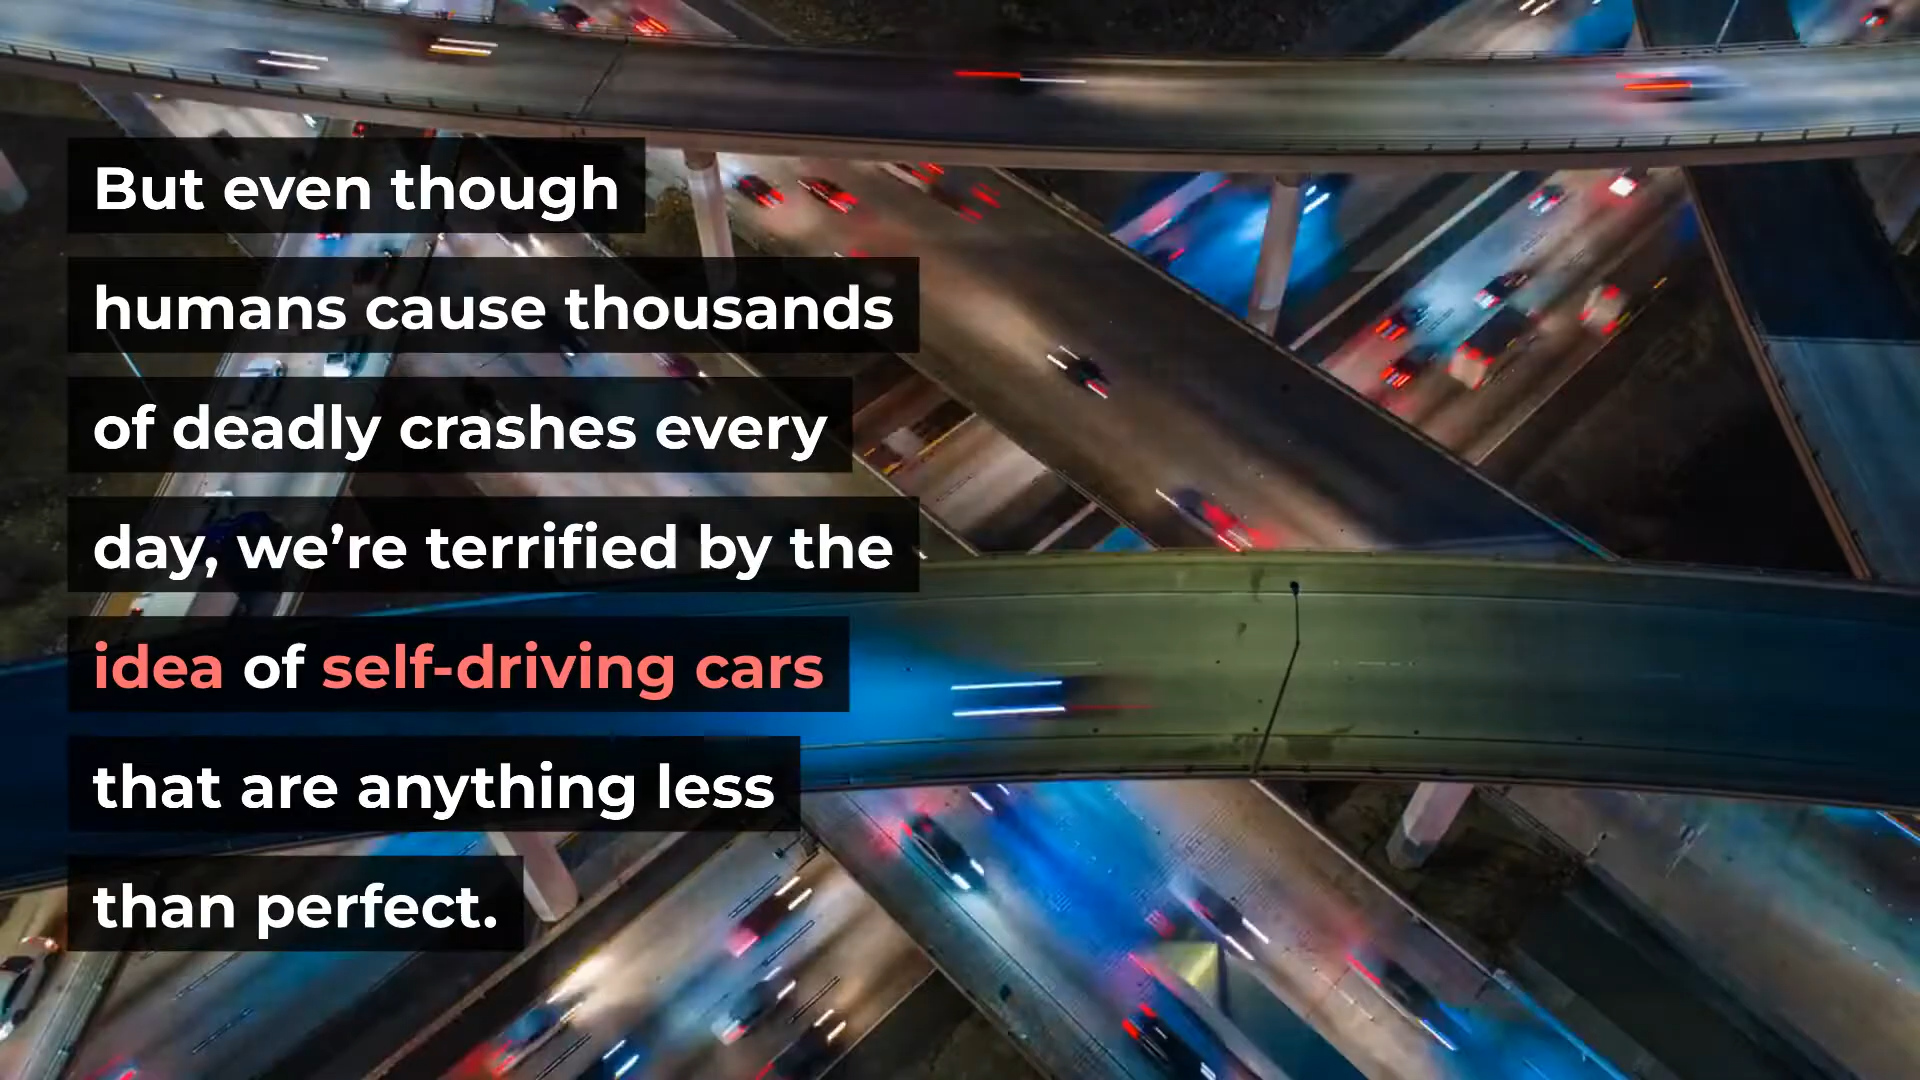 But even though
humans cause thousands
of deadly crashes every
day, we’re terrified by the
idea of self-driving cars
that are anything less
than perfect.